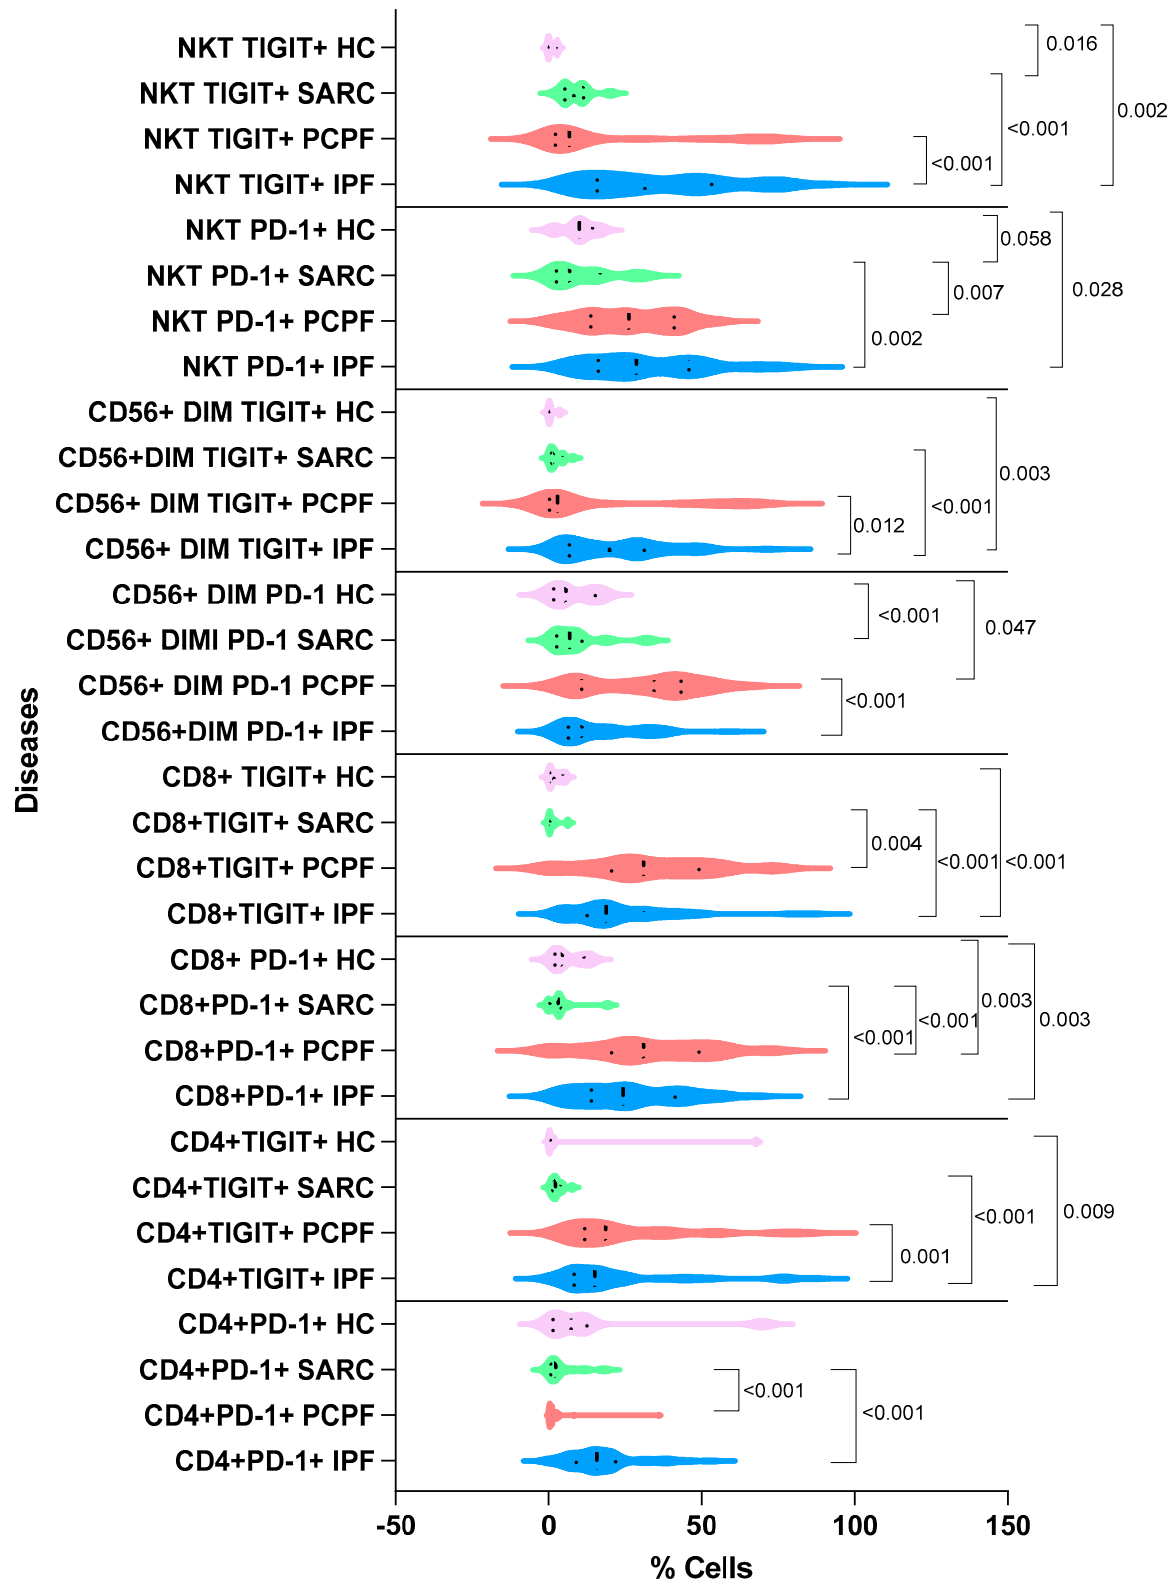 NKT TIGIT+ HC
0.016
NKT TIGIT+ SARC
0.002
<0.001
NKT TIGIT+ PCPF
<0.001
NKT TIGIT+ IPF
NKT PD-1+ HC
0.058
NKT PD-1+ SARC
0.007
0.028
NKT PD-1+ PCPF
0.002
NKT PD-1+ IPF
CD56+ DIM TIGIT+ HC
CD56+DIM TIGIT+ SARC
0.003
CD56+ DIM TIGIT+ PCPF
<0.001
0.012
CD56+ DIM TIGIT+ IPF
CD56+ DIM PD-1 HC
<0.001
0.047
CD56+ DIMI PD-1 SARC
CD56+ DIM PD-1 PCPF
<0.001
CD56+DIM PD-1+ IPF
CD8+ TIGIT+ HC
CD8+TIGIT+ SARC
0.004
<0.001
<0.001
CD8+TIGIT+ PCPF
CD8+TIGIT+ IPF
CD8+ PD-1+ HC
CD8+PD-1+ SARC
0.003
0.003
<0.001
<0.001
CD8+PD-1+ PCPF
CD8+PD-1+ IPF
CD4+TIGIT+ HC
CD4+TIGIT+ SARC
<0.001
0.009
CD4+TIGIT+ PCPF
0.001
CD4+TIGIT+ IPF
CD4+PD-1+ HC
CD4+PD-1+ SARC
<0.001
<0.001
CD4+PD-1+ PCPF
CD4+PD-1+ IPF
Diseases
-50 0 50 100 150
% Cells